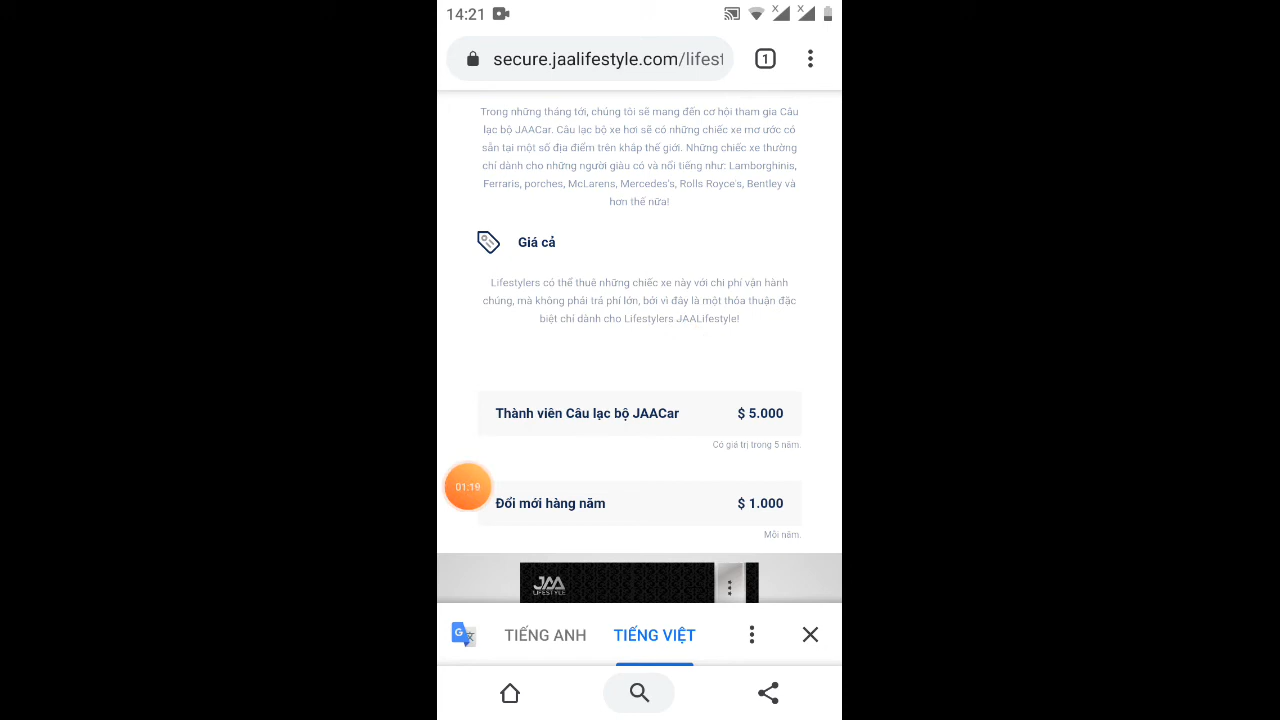 14:21
secure.jaalifestyle.com/lifest
1
Trong những tháng tới, chúng tôi sẽ mang đến cơ hội tham gia Câu
lạc bộ JAACar. Câu lạc bộ xe hơi sẽ có những chiếc xe mơ ước có
sẵn tại một số địa điểm trên khắp thế giới. Những chiếc xe thường
chỉ dành cho những người giàu có và nổi tiếng như: Lamborghinis,
Ferraris, porches, McLarens, Mercedes's, Rolls Royce's, Bentley và
hơn thế nữa!
Giá cả
Lifestylers có thể thuê những chiếc xe này với chi phí vận hành
chúng, mà không phải trả phí lớn, bởi vì đây là một thỏa thuận đặc
biệt chỉ dành cho Lifestylers JAALifestyle!
Thành viên Câu lạc bộ JAACar $ 5.000
Có giá trị trong 5 năm.
01:19
Đổi mới hàng năm $ 1.000
Mỗi năm.
JAA
LIFESTYLE
TIẾNG ANH TIẾNG VIỆT